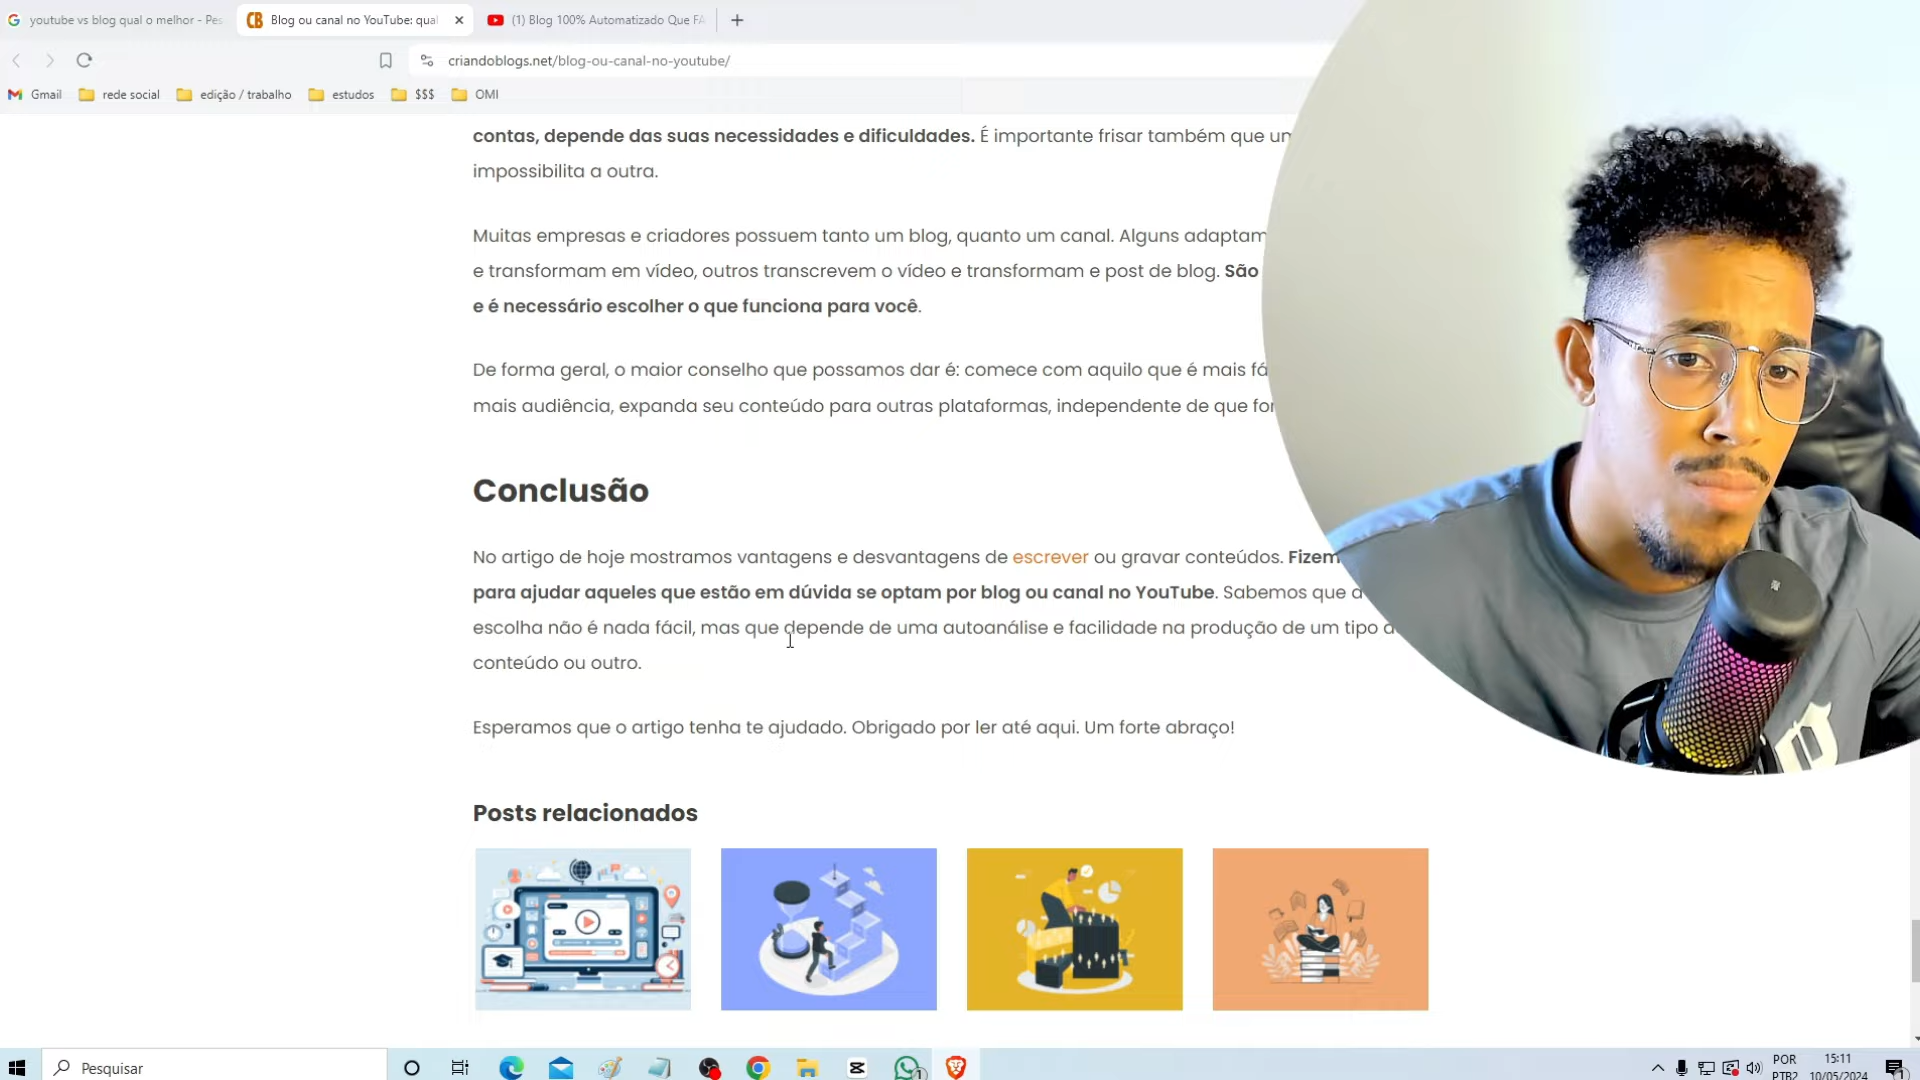 youtube vs blog qual o melhor - Pes
Blog ou canal no YouTube: qual
(1) Blog 100% Automatizado Que FA
criandoblogs.net/blog-ou-canal-no-youtube/
Gmail
rede social
edição / trabalho
estudos
$$$
OMI
contas, depende das suas necessidades e dificuldades. É importante frisar também que um
impossibilita a outra.
Muitas empresas e criadores possuem tanto um blog, quanto um canal. Alguns adaptam
e transformam em vídeo, outros transcrevem o vídeo e transformam e post de blog. São
e é necessário escolher o que funciona para você.
De forma geral, o maior conselho que possamos dar é: comece com aquilo que é mais fá
mais audiência, expanda seu conteúdo para outras plataformas, independente de que for
Conclusão
No artigo de hoje mostramos vantagens e desvantagens de escrever ou gravar conteúdos. Fizem
para ajudar aqueles que estão em dúvida se optam por blog ou canal no YouTube. Sabemos que a
escolha não é nada fácil, mas que depende de uma autoanálise e facilidade na produção de um tipo d
conteúdo ou outro.
Esperamos que o artigo tenha te ajudado. Obrigado por ler até aqui. Um forte abraço!
Posts relacionados
Pesquisar
POR
PTB2
15:11
10/05/2024